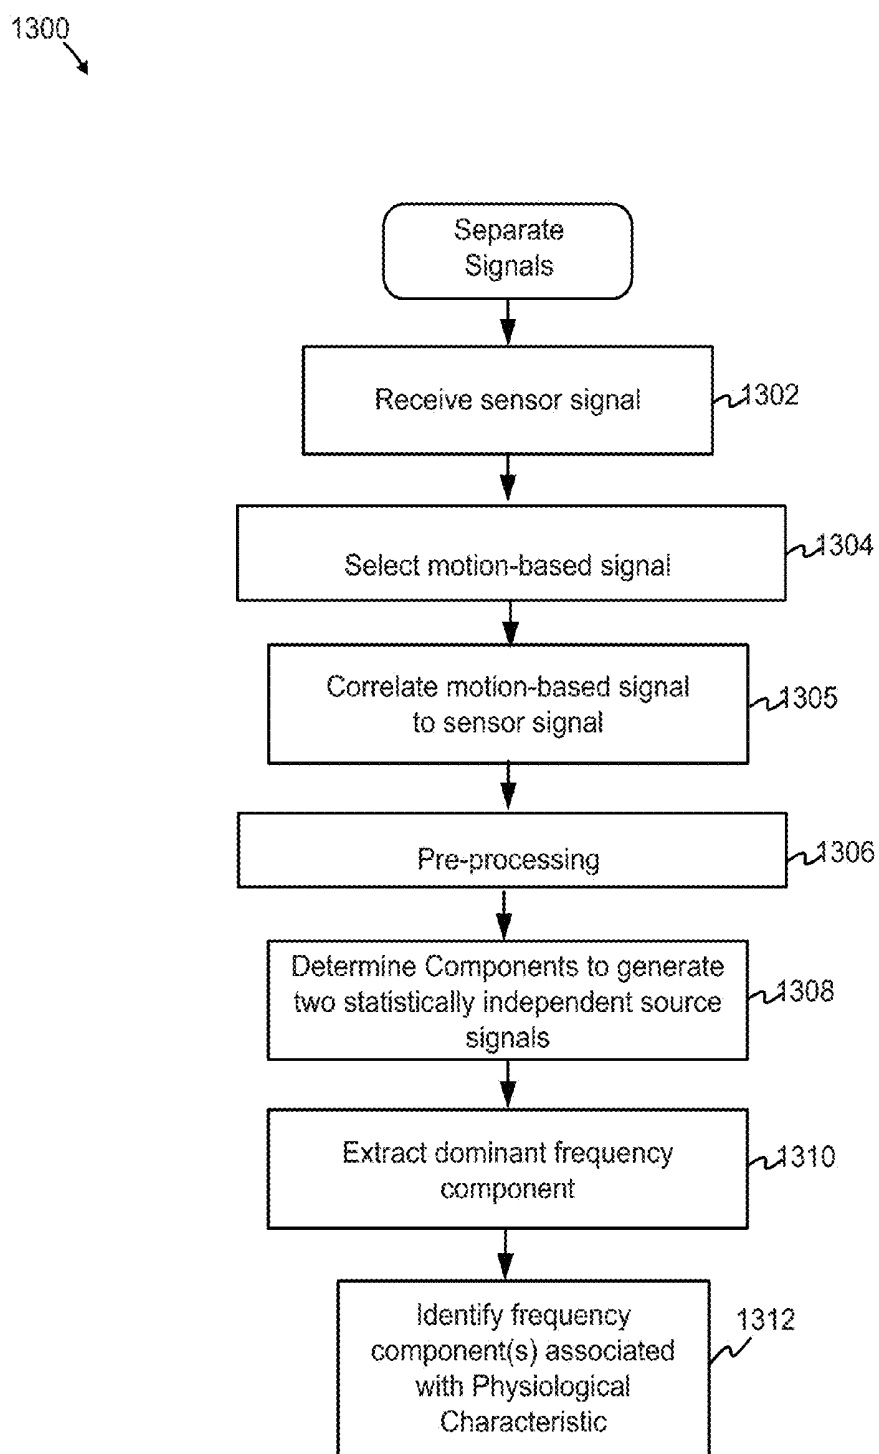 1300
Separate
Signals
Receive sensor signal
1302
Select motion-based signal
1304
Correlate motion-based signal
to sensor signal
1305
Pre-processing
1306
Determine Components to generate
two statistically independent source
signals
1308
Extract dominant frequency
component
1310
Identify frequency
component(s) associated
with Physiological
Characteristic
1312